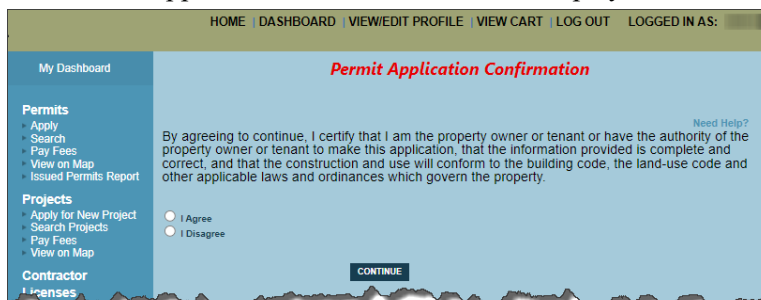 HOME | DASHBOARD | VIEW/EDIT PROFILE | VIEW CART | LOG OUT LOGGED IN AS:
My Dashboard
Permit Application Confirmation
Permits
Apply
Search
Pay Fees
View on Map
Issued Permits Report
Projects
Apply for New Project
Search Projects
Pay Fees
View on Map
Contractor
Licenses
Need Help?
By agreeing to continue, I certify that I am the property owner or tenant or have the authority of the
property owner or tenant to make this application, that the information provided is complete and
correct, and that the construction and use will conform to the building code, the land-use code and
other applicable laws and ordinances which govern the property.
I Agree
I Disagree
CONTINUE